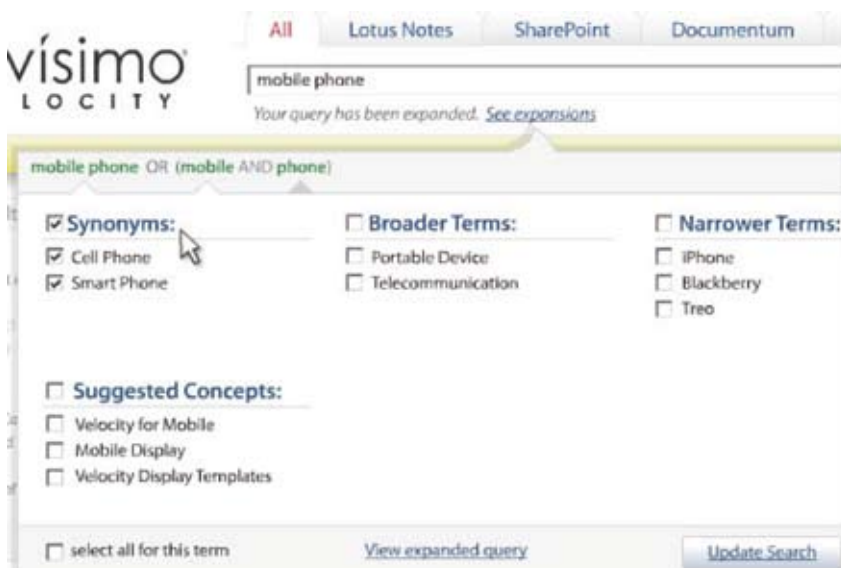 All Lotus Notes SharePoint Documentum
vísimo
LOCITY
mobile phone
Your query has been expanded. See expansions
mobile phone OR (mobile AND phone)
Synonyms:
Cell Phone
Smart Phone
Broader Terms:
Portable Device
Telecommunication
Narrower Terms:
iPhone
Blackberry
Treo
Suggested Concepts:
Velocity for Mobile
Mobile Display
Velocity Display Templates
select all for this term View expanded query Update Search